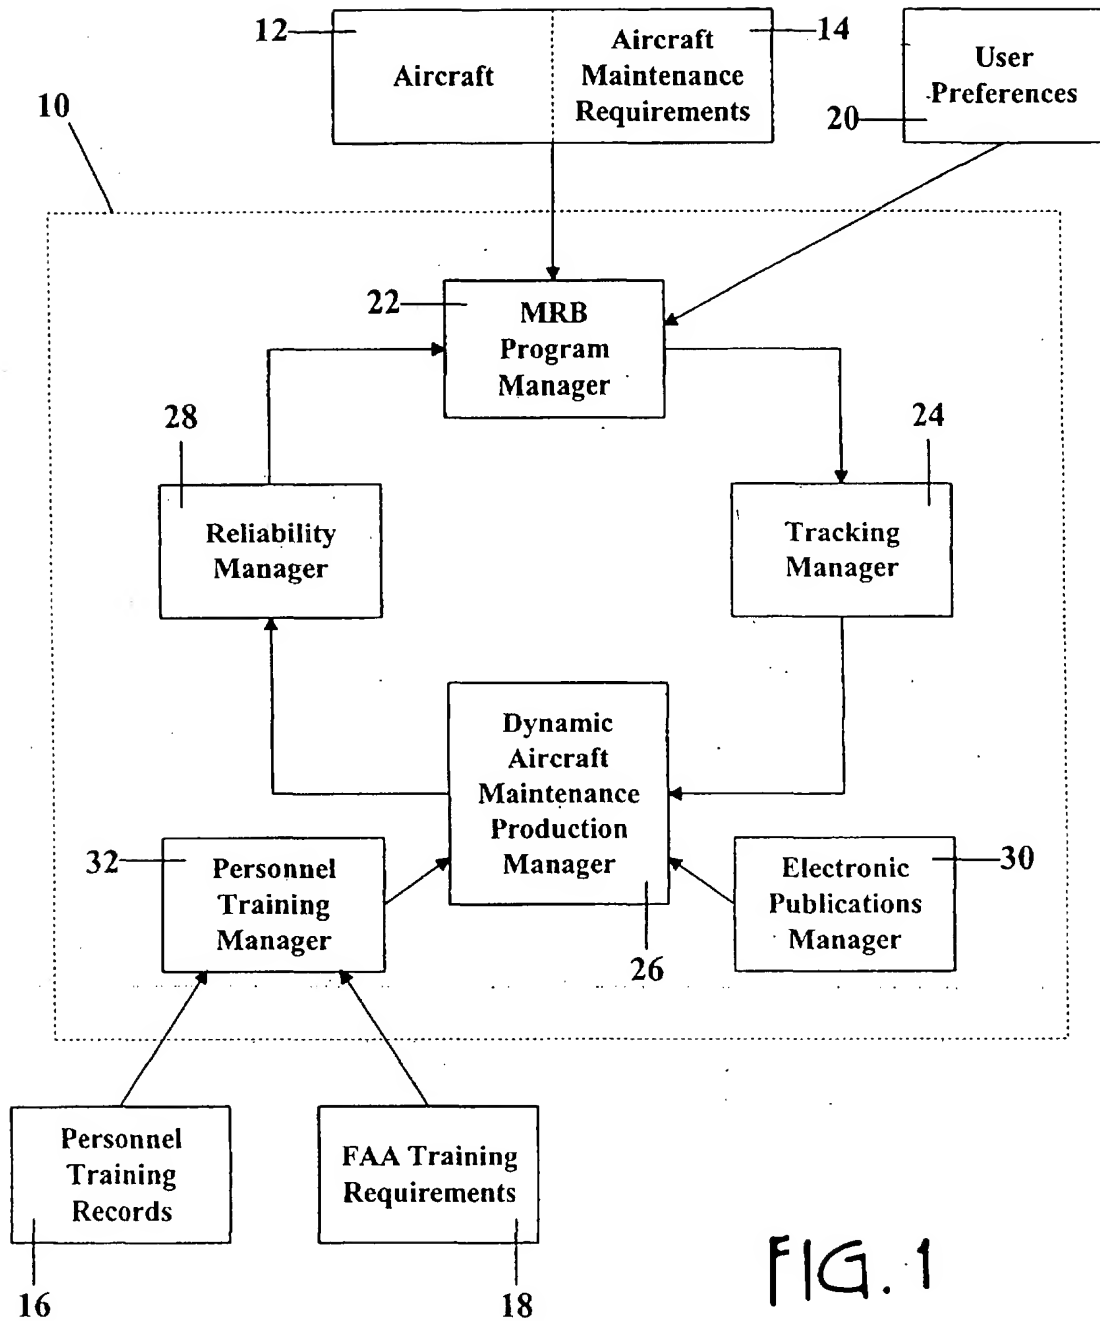 12
Aircraft
Aircraft
Maintenance
Requirements
14
User
Preferences
20
10
22
MRB
Program
Manager
28
24
Reliability
Manager
Tracking
Manager
Dynamic
Aircraft
Maintenance
Production
Manager
32
Personnel
Training
Manager
Electronic
Publications
Manager
30
26
Personnel
Training
Records
FAA Training
Requirements
16
18
FIG. 1